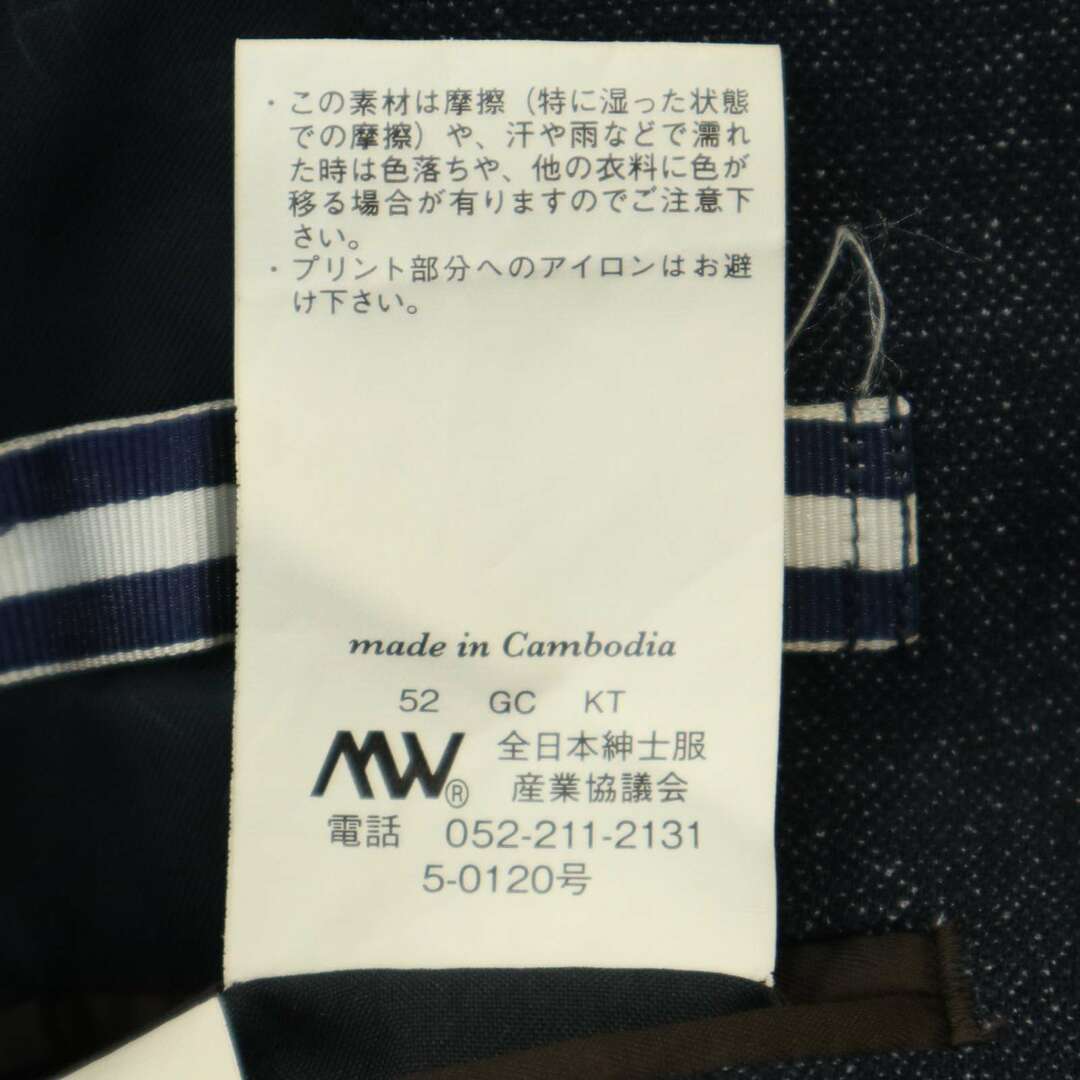 ・この素材は摩擦（特に湿った状態
での摩擦）や、汗や雨などで濡れ
た時は色落ちや、他の衣料に色が
移る場合が有りますのでご注意下
さい。
・プリント部分へのアイロンはお避
け下さい。
made in Cambodia
52 GC KT
MW® 全日本紳士服
産業協議会
電話 052-211-2131
5-0120号